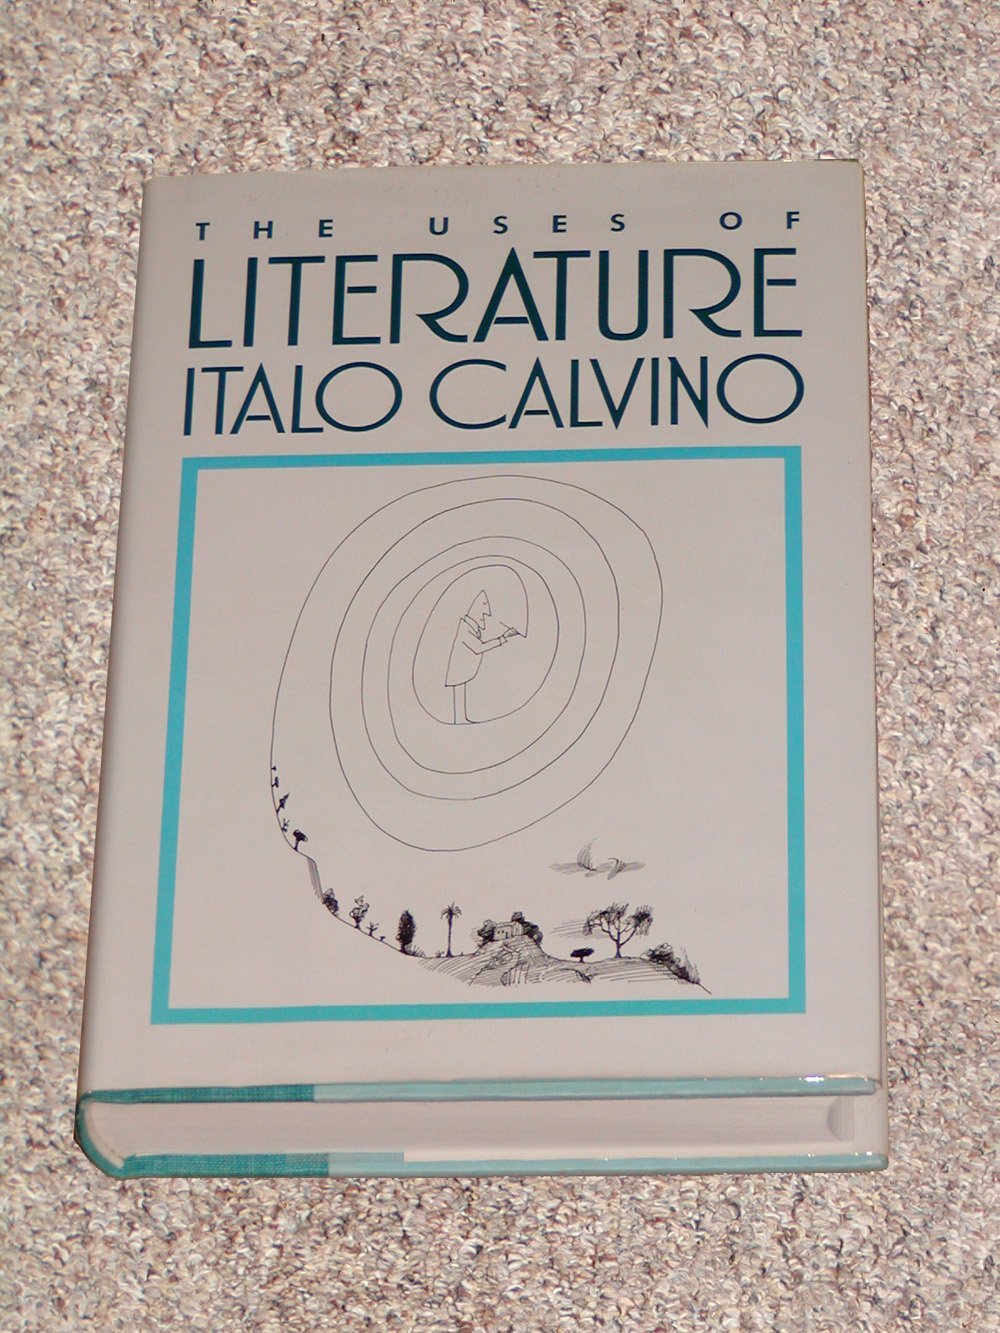 THE USES OF
LITERATURE
ITALO CALVINO